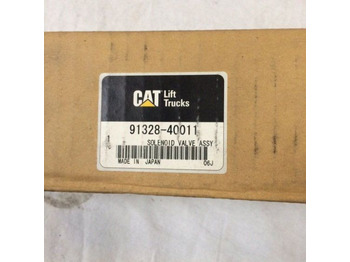 CAT Lift
Trucks
91328-40011
SOLENOID VALVE ASSY
MADE IN JAPAN 06J